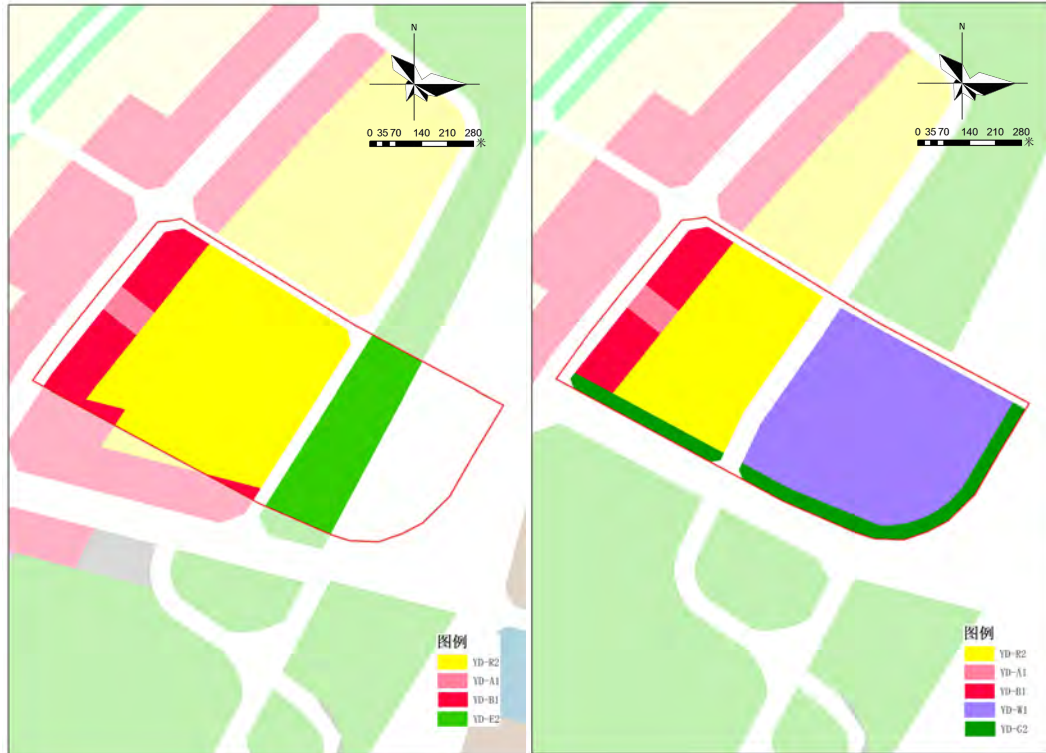 N
0 35 70 140 210 280
米
图例
YD-R2
YD-A1
YD-B1
YD-E2
N
0 35 70 140 210 280
米
图例
YD-R2
YD-A1
YD-B1
YD-W1
YD-G2